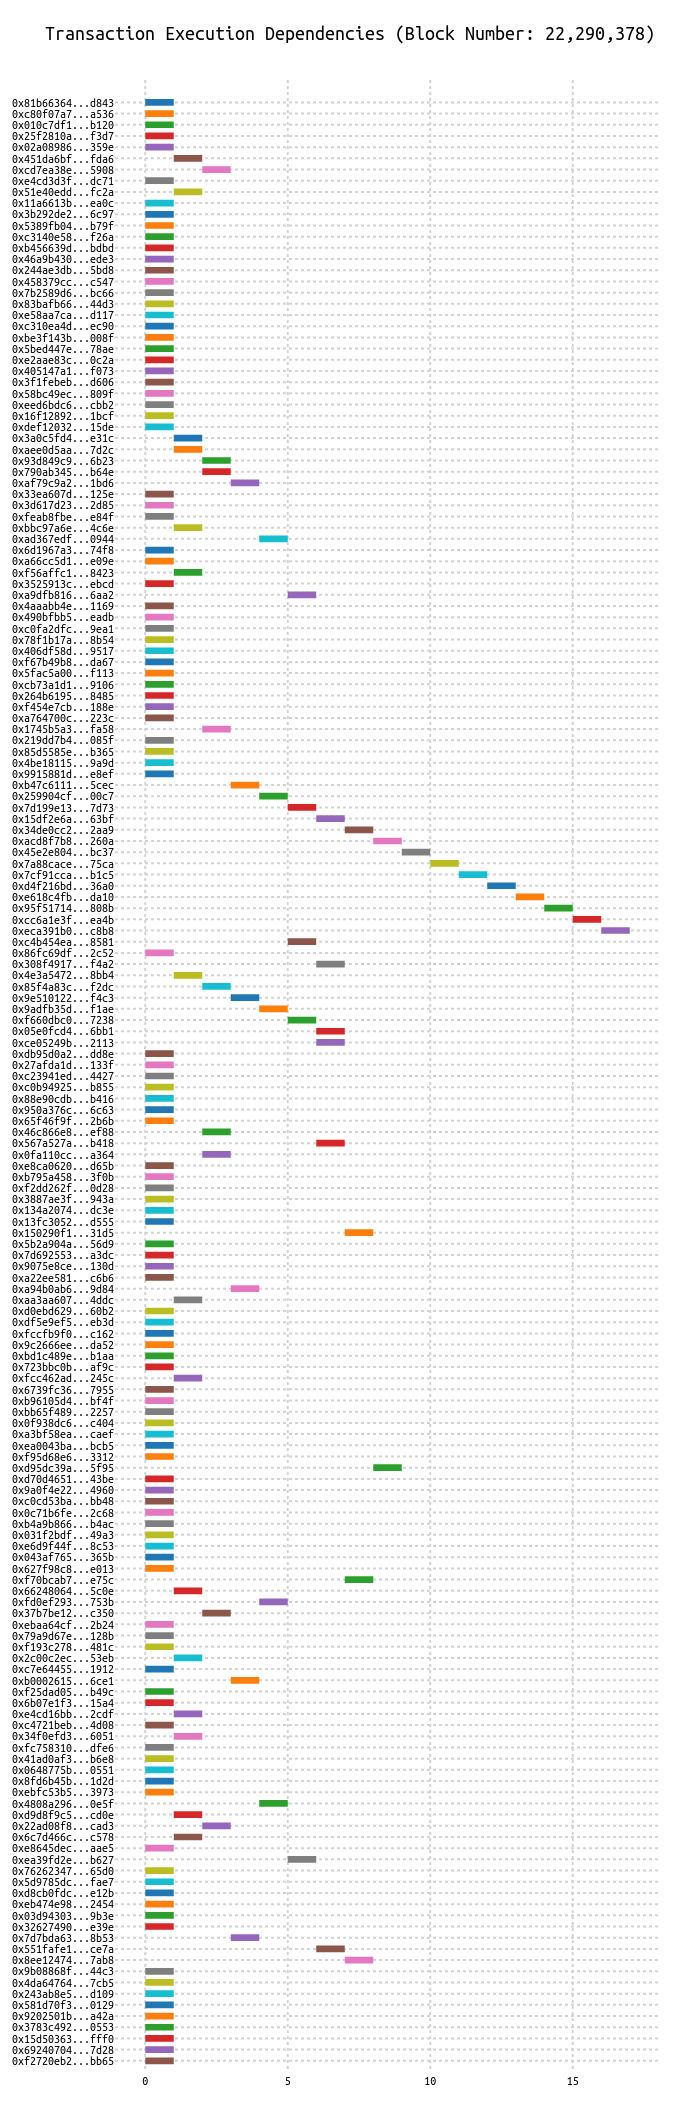 Transaction Execution Dependencies (Block Number: 22,290,378)
0x81b66364...d843
0xc80f07a7...a536
0x010c7df1...b120
0x25f2810a...f3d7
0x02a08986...359e
0x451da6bf...fda6
0xcd7ea38e...5908
0xe4cd3d3f...dc71
0x51e40edd...fc2a
0x11a6613b...ea0c
0x3b292de2...6c97
0x5389fb04...b79f
0xc3140e58...f26a
0xb456639d...bdbd
0x46a9b430...ede3
0x244ae3db...5bd8
0x458379cc...c547
0x7b2589d6...bc66
0x83bafb66...44d3
0xe58aa7ca...d117
0xc310ea4d...ec90
0xbe3f143b...008f
0x5bed447e...78ae
0xe2aae83c...0c2a
0x405147a1...f073
0x3f1febeb...d606
0x58bc49ec...809f
0xeed6bdc6...cbb2
0x16f12892...1bcf
0xdef12032...15de
0x3a0c5fd4...e31c
0xaee0d5aa...7d2c
0x93d849c9...6b23
0x790ab345...b64e
0xaf79c9a2...1bd6
0x33ea607d...125e
0x3d617d23...2d85
0xfeab8fbe...e84f
0xbbc97a6e...4c6e
0xad367edf...0944
0x6d1967a3...74f8
0xa66cc5d1...e09e
0xf56affc1...8423
0x3525913c...ebcd
0xa9dfb816...6aa2
0x4aaabb4e...1169
0x490bfbb5...eadb
0xc0fa2dfc...9ea1
0x78f1b17a...8b54
0x406df58d...9517
0xf67b49b8...da67
0x5fac5a00...f113
0xcb73a1d1...9106
0x264b6195...8485
0xf454e7cb...188e
0xa764700c...223c
0x1745b5a3...fa58
0x219dd7b4...085f
0x85d5585e...b365
0x4be18115...9a9d
0x9915881d...e8ef
0xb47c6111...5cec
0x259904cf...00c7
0x7d199e13...7d73
0x15df2e6a...63bf
0x34de0cc2...2aa9
0xacd8f7b8...260a
0x45e2e804...bc37
0x7a88cace...75ca
0x7cf91cca...b1c5
0xd4f216bd...36a0
0xe618c4fb...da10
0x95f51714...808b
0xcc6a1e3f...ea4b
0xeca391b0...c8b8
0xc4b454ea...8581
0x86fc69df...2c52
0x308f4917...f4a2
0x4e3a5472...8bb4
0x85f4a83c...f2dc
0x9e510122...f4c3
0x9adfb35d...f1ae
0xf660dbc0...7238
0x05e0fcd4...6bb1
0xce05249b...2113
0xdb95d0a2...dd8e
0x27afda1d...133f
0xc23941ed...4427
0xc0b94925...b855
0x88e90cdb...b416
0x950a376c...6c63
0x65f46f9f...2b6b
0x46c866e8...ef88
0x567a527a...b418
0x0fa110cc...a364
0xe8ca0620...d65b
0xb795a458...3f0b
0xf2dd262f...0d28
0x3887ae3f...943a
0x134a2074...dc3e
0x13fc3052...d555
0x150290f1...31d5
0x5b2a904a...56d9
0x7d692553...a3dc
0x9075e8ce...130d
0xa22ee581...c6b6
0xa94b0ab6...9d84
0xaa3aa607...4ddc
0xd0ebd629...60b2
0xdf5e9ef5...eb3d
0xfccfb9f0...c162
0x9c2666ee...da52
0xbd1c489e...b1aa
0x723bbc0b...af9c
0xfcc462ad...245c
0x6739fc36...7955
0xb96105d4...bf4f
0xbb65f489...2257
0x0f938dc6...c404
0xa3bf58ea...caef
0xea0043ba...bcb5
0xf95d68e6...3312
0xd95dc39a...5f95
0xd70d4651...43be
0x9a0f4e22...4960
0xc0cd53ba...bb48
0x0c71b6fe...2c68
0xb4a9b866...b4ac
0x031f2bdf...49a3
0xe6d9f44f...8c53
0x043af765...365b
0x627f98c8...e013
0xf70bcab7...e75c
0x66248064...5c0e
0xfd0ef293...753b
0x37b7be12...c350
0xebaa64cf...2b24
0x79a9d67e...128b
0xf193c278...481c
0x2c00c2ec...53eb
0xc7e64455...1912
0xb0002615...6ce1
0xf25dad05...b49c
0x6b07e1f3...15a4
0xe4cd16bb...2cdf
0xc4721beb...4d08
0x34f0efd3...6051
0xfc758310...dfe6
0x41ad0af3...b6e8
0x0648775b...0551
0x8fd6b45b...1d2d
0xebfc53b5...3973
0x4808a296...0e5f
0xd9d8f9c5...cd0e
0x22ad08f8...cad3
0x6c7d466c...c578
0xe8645dec...aae5
0xea39fd2e...b627
0x76262347...65d0
0x5d9785dc...fae7
0xd8cb0fdc...e12b
0xeb474e98...2454
0x03d94303...9b3e
0x32627490...e39e
0x7d7bda63...8b53
0x551fafe1...ce7a
0x8ee12474...7ab8
0x9b08868f...44c3
0x4da64764...7cb5
0x243ab8e5...d109
0x581d70f3...0129
0x9202501b...a42a
0x3783c492...0553
0x15d50363...fff0
0x69240704...7d28
0xf2720eb2...bb65
0 5 10 15